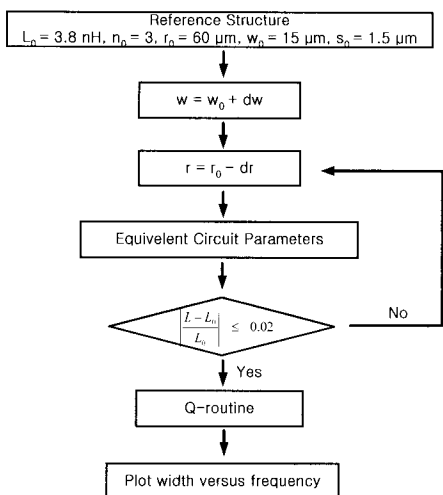 Reference Structure
L₀ = 3.8 nH, n₀ = 3, r₀ = 60 μm, w₀ = 15 μm, s₀ = 1.5 μm
w = w₀ + dw
r = r₀ − dr
Equivelent Circuit Parameters
|L − L₀ / L₀| ≤ 0.02
No
Yes
Q−routine
Plot width versus frequency